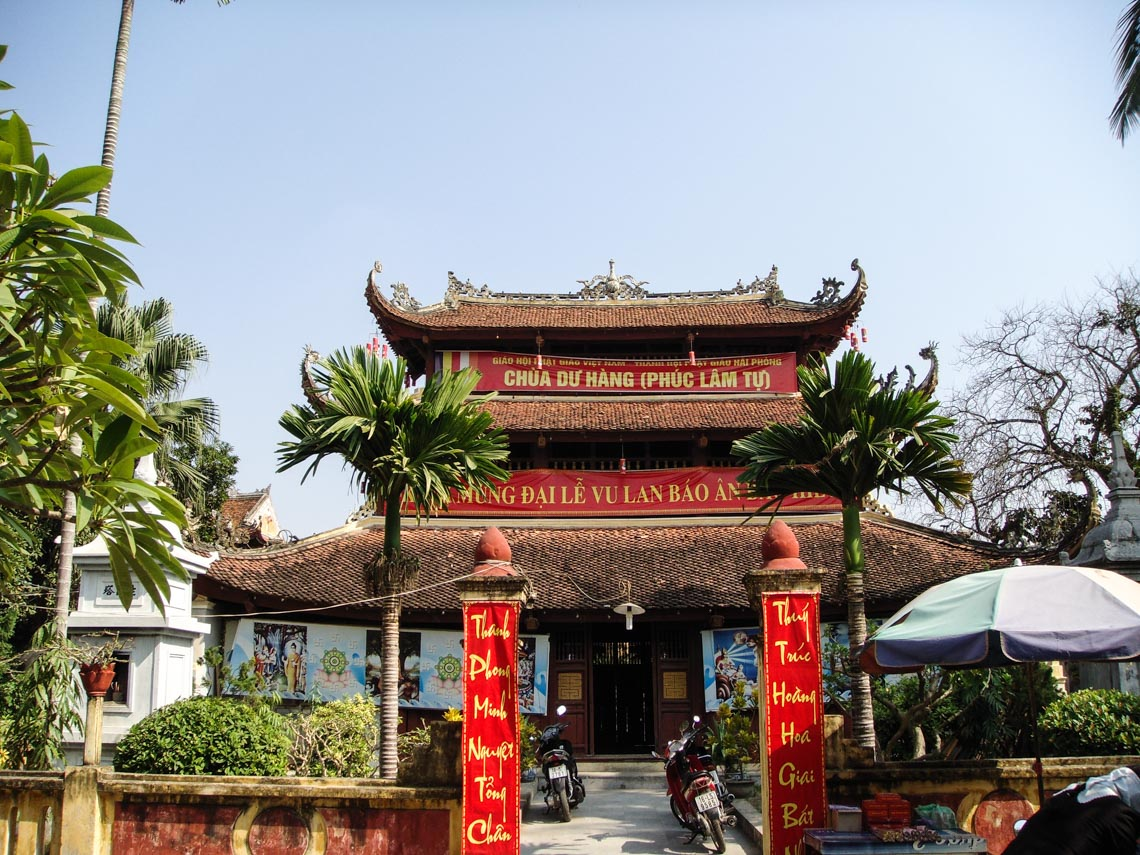 GIÁO HỘI PHẬT GIÁO VIỆT NAM - THÀNH HỘI PHẬT GIÁO HẢI PHÒNG
CHÙA DƯ HÀNG (PHÚC LÂM TỰ)
MỪNG ĐẠI LỄ VU LAN BÁO ÂN
Thanh
Phong
Minh
Nguyệt
Tổng
Chân
Thúy
Trúc
Hoàng
Hoa
Giai
Bát
塔